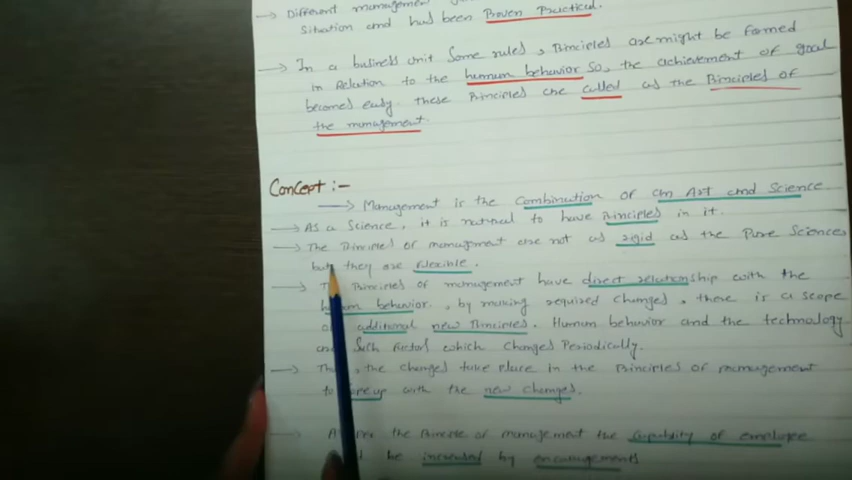 → Different management
Situation and had been Proven Practical.
→ In a business unit Some rules, Principles are might be formed
in Relation to the human behavior so, the achievement of goal
becomes easy these Principles are called as the Principles of
the management.
Concept :-
→ Management is the Combination of an Art and Science
→ As a Science, it is natural to have Principles in it.
→ The Principles of management are not as rigid as the Pure Sciences
but they are flexible.
→ Principles of management have direct relationship with the
human behavior, by making required changes, there is a scope
additional new Principles. Human behavior and the technology
Such factors which changes Periodically.
→ the changes take place in the Principles of management
to cope up with the new changes.
→ the Principle of management the capability of employee
be increased by encouragements